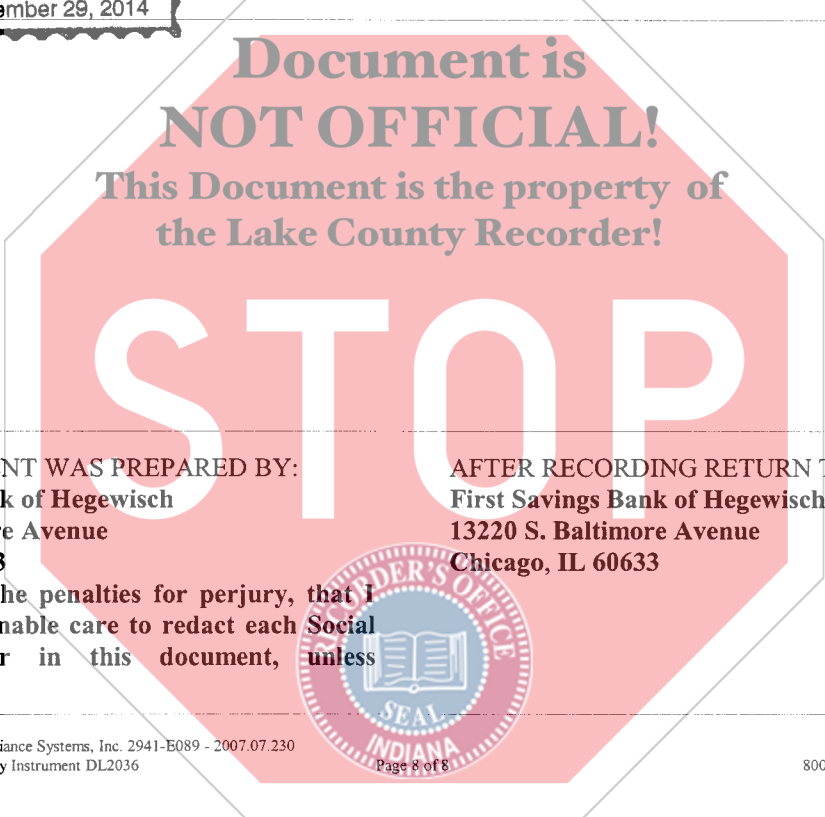 ember 29, 2014
Document is
NOT OFFICIAL!
This Document is the property of
the Lake County Recorder!
STOP
NT WAS PREPARED BY:
k of Hegewisch
e Avenue
3
he penalties for perjury, that I
nable care to redact each Social
r in this document, unless
AFTER RECORDING RETURN T
First Savings Bank of Hegewisch
13220 S. Baltimore Avenue
Chicago, IL 60633
RECORDER'S OFFICE
SEAL
INDIANA
iance Systems, Inc. 2941-E089 - 2007.07.230
y Instrument DL2036
Page 8 of 8
800